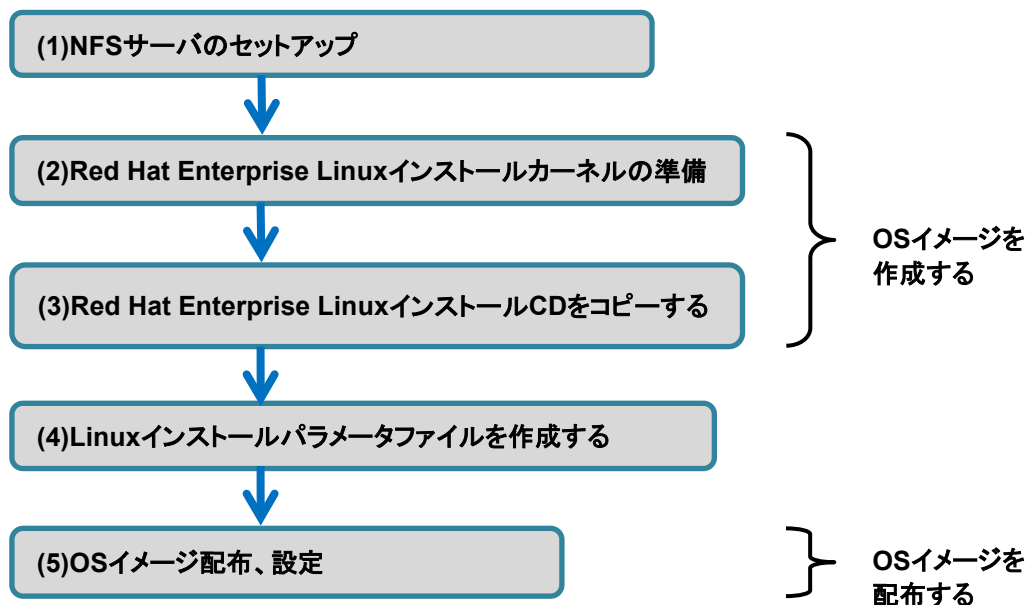 (1)NFSサーバのセットアップ
(2)Red Hat Enterprise Linuxインストールカーネルの準備
(3)Red Hat Enterprise LinuxインストールCDをコピーする
OSイメージを
作成する
(4)Linuxインストールパラメータファイルを作成する
(5)OSイメージ配布、設定
OSイメージを
配布する